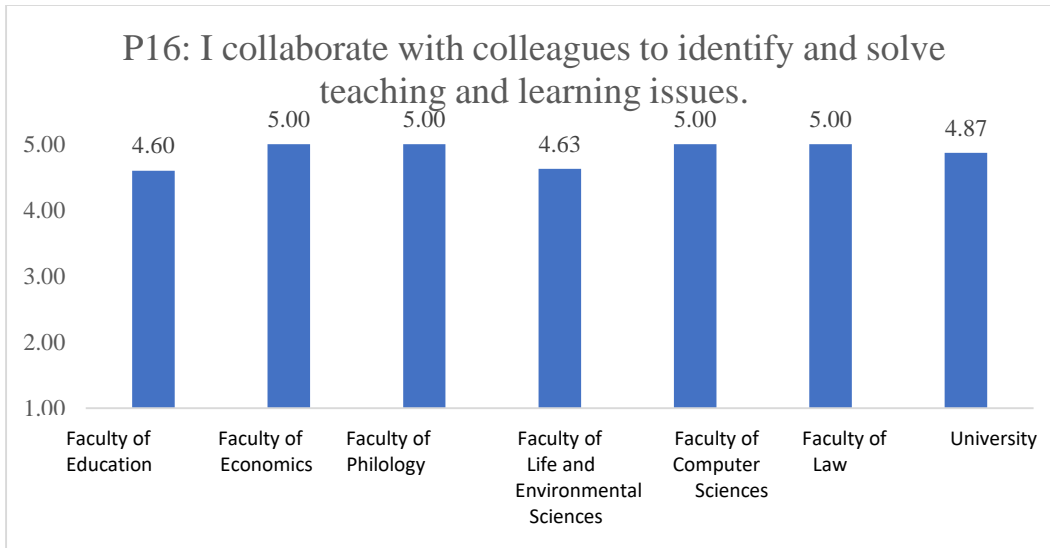 P16: I collaborate with colleagues to identify and solve
teaching and learning issues.
5.00
4.00
3.00
2.00
1.00
4.60
5.00
5.00
4.63
5.00
5.00
4.87
Faculty of
Education
Faculty of
Economics
Faculty of
Philology
Faculty of
Life and
Environmental
Sciences
Faculty of
Computer
Sciences
Faculty of
Law
University